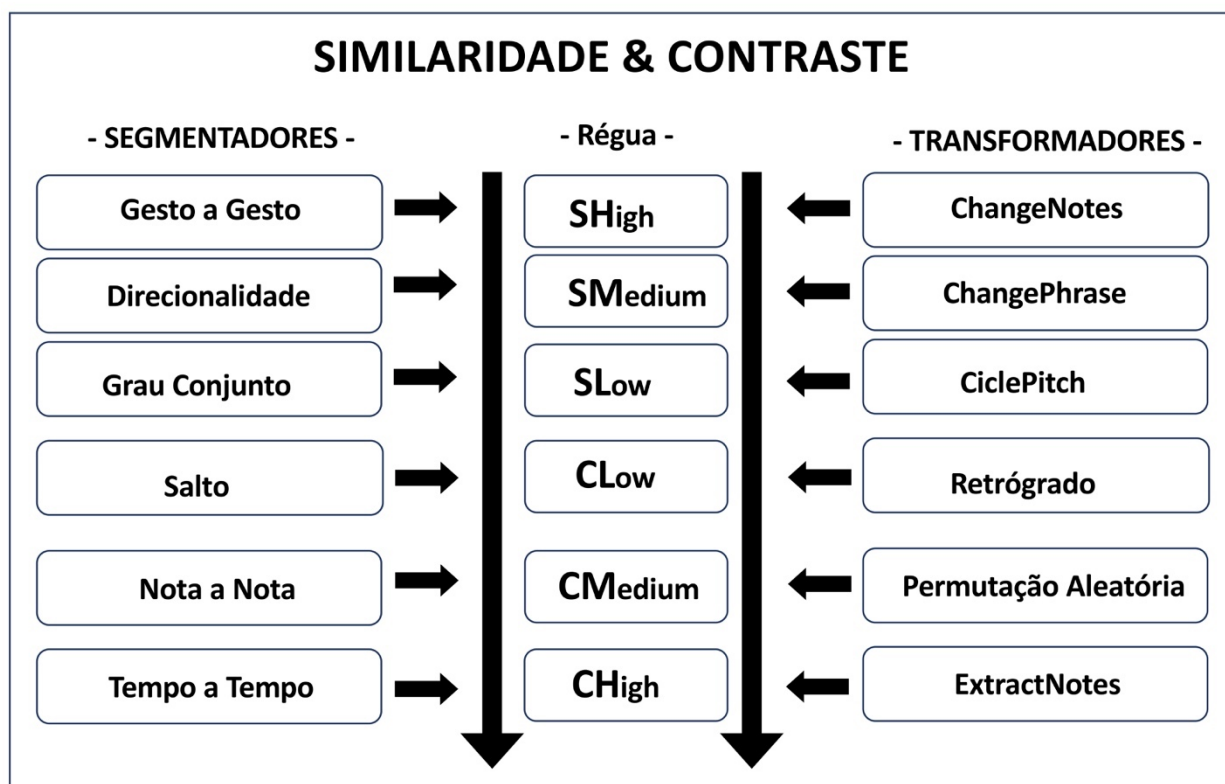 SIMILARIDADE & CONTRASTE
- SEGMENTADORES -
- Régua -
- TRANSFORMADORES -
Gesto a Gesto
SHigh
ChangeNotes
Direcionalidade
SMedium
ChangePhrase
Grau Conjunto
SLow
CiclePitch
Salto
CLow
Retrógrado
Nota a Nota
CMedium
Permutação Aleatória
Tempo a Tempo
CHigh
ExtractNotes